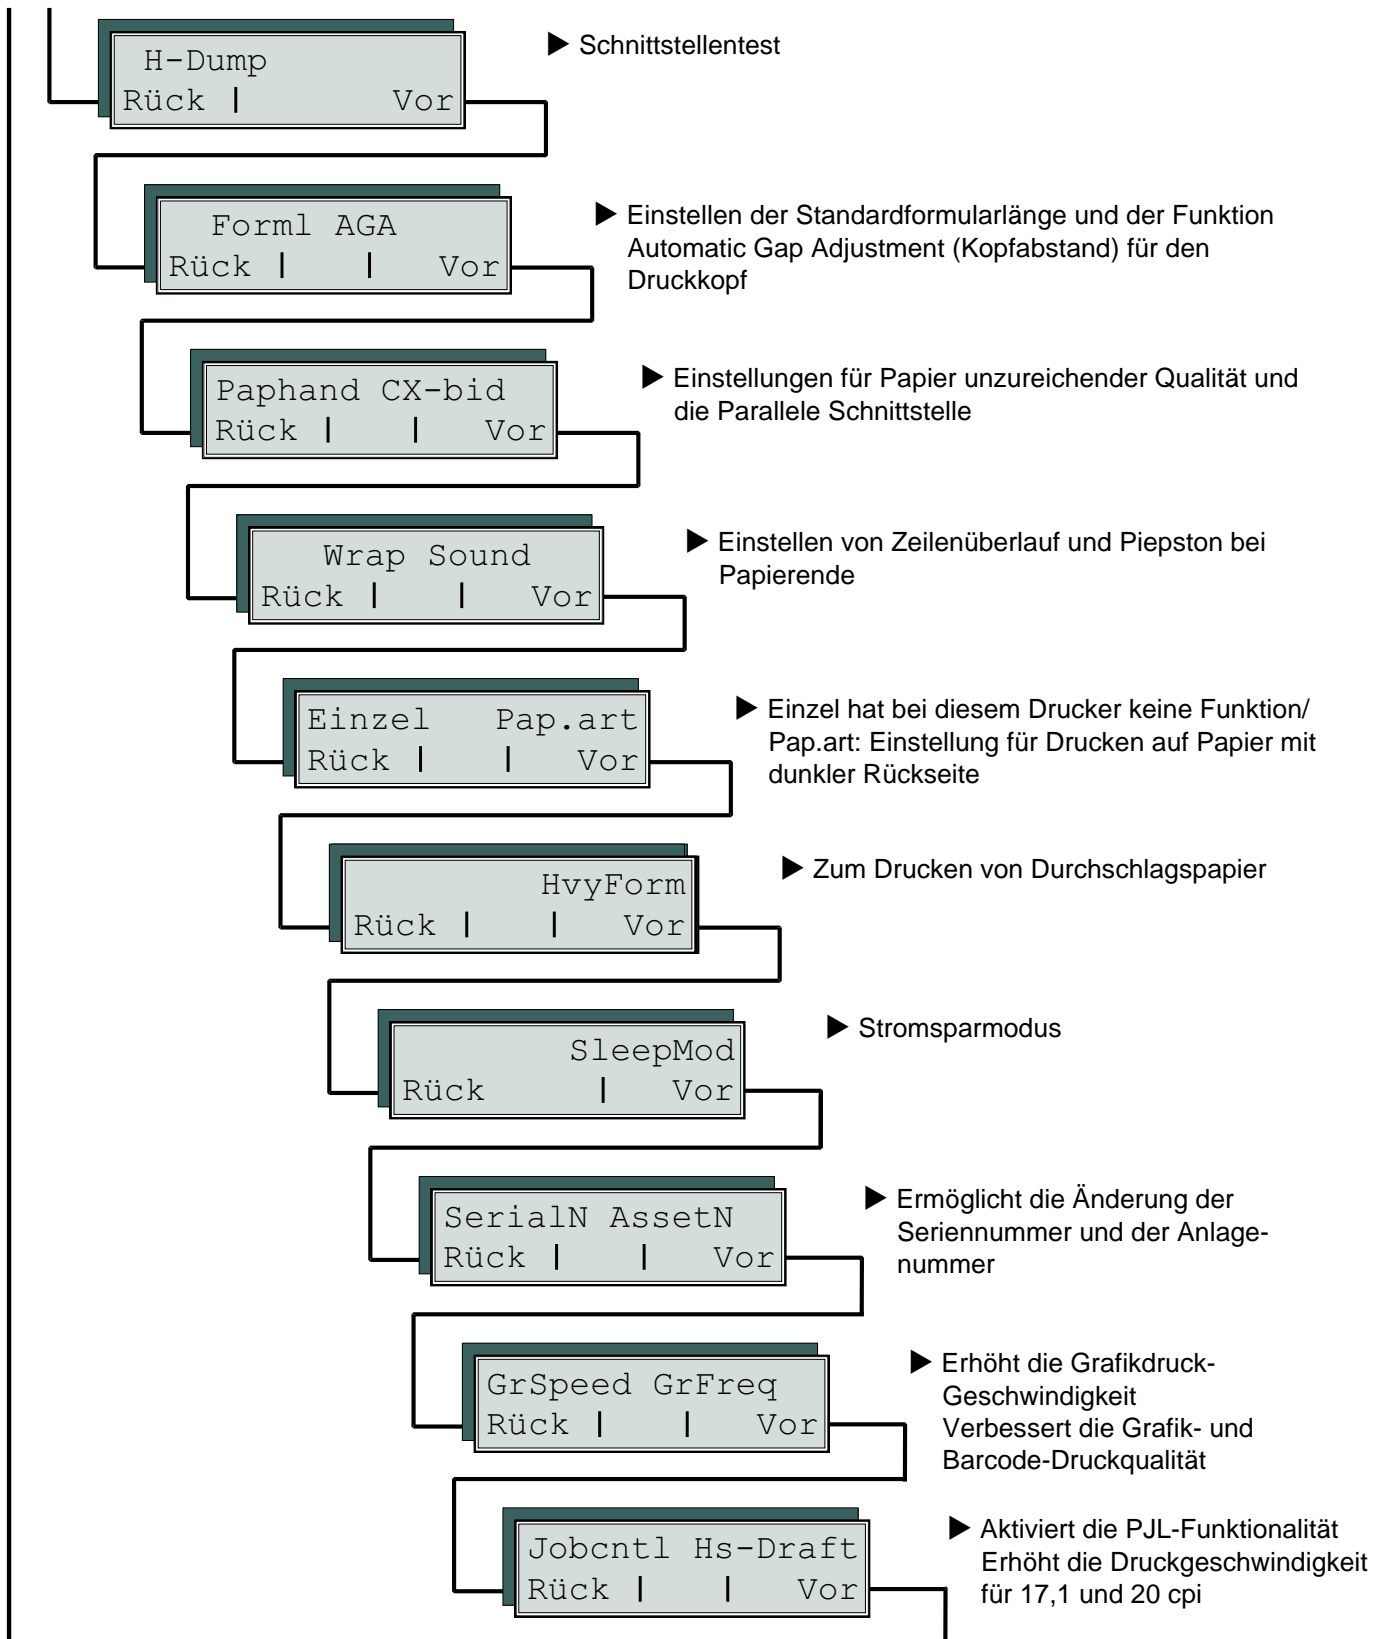 H-Dump
Rück | Vor
▶ Schnittstellentest
Forml AGA
Rück | | Vor
▶ Einstellen der Standardformularlänge und der Funktion
Automatic Gap Adjustment (Kopfabstand) für den
Druckkopf
Paphand CX-bid
Rück | | Vor
▶ Einstellungen für Papier unzureichender Qualität und
die Parallele Schnittstelle
Wrap Sound
Rück | | Vor
▶ Einstellen von Zeilenüberlauf und Piepston bei
Papierende
Einzel Pap.art
Rück | | Vor
▶ Einzel hat bei diesem Drucker keine Funktion/
Pap.art: Einstellung für Drucken auf Papier mit
dunkler Rückseite
HvyForm
Rück | | Vor
▶ Zum Drucken von Durchschlagspapier
SleepMod
Rück | Vor
▶ Stromsparmodus
SerialN AssetN
Rück | | Vor
▶ Ermöglicht die Änderung der
Seriennummer und der Anlage-
nummer
GrSpeed GrFreq
Rück | | Vor
▶ Erhöht die Grafikdruck-
Geschwindigkeit
Verbessert die Grafik- und
Barcode-Druckqualität
Jobcntl Hs-Draft
Rück | | Vor
▶ Aktiviert die PJL-Funktionalität
Erhöht die Druckgeschwindigkeit
für 17,1 und 20 cpi